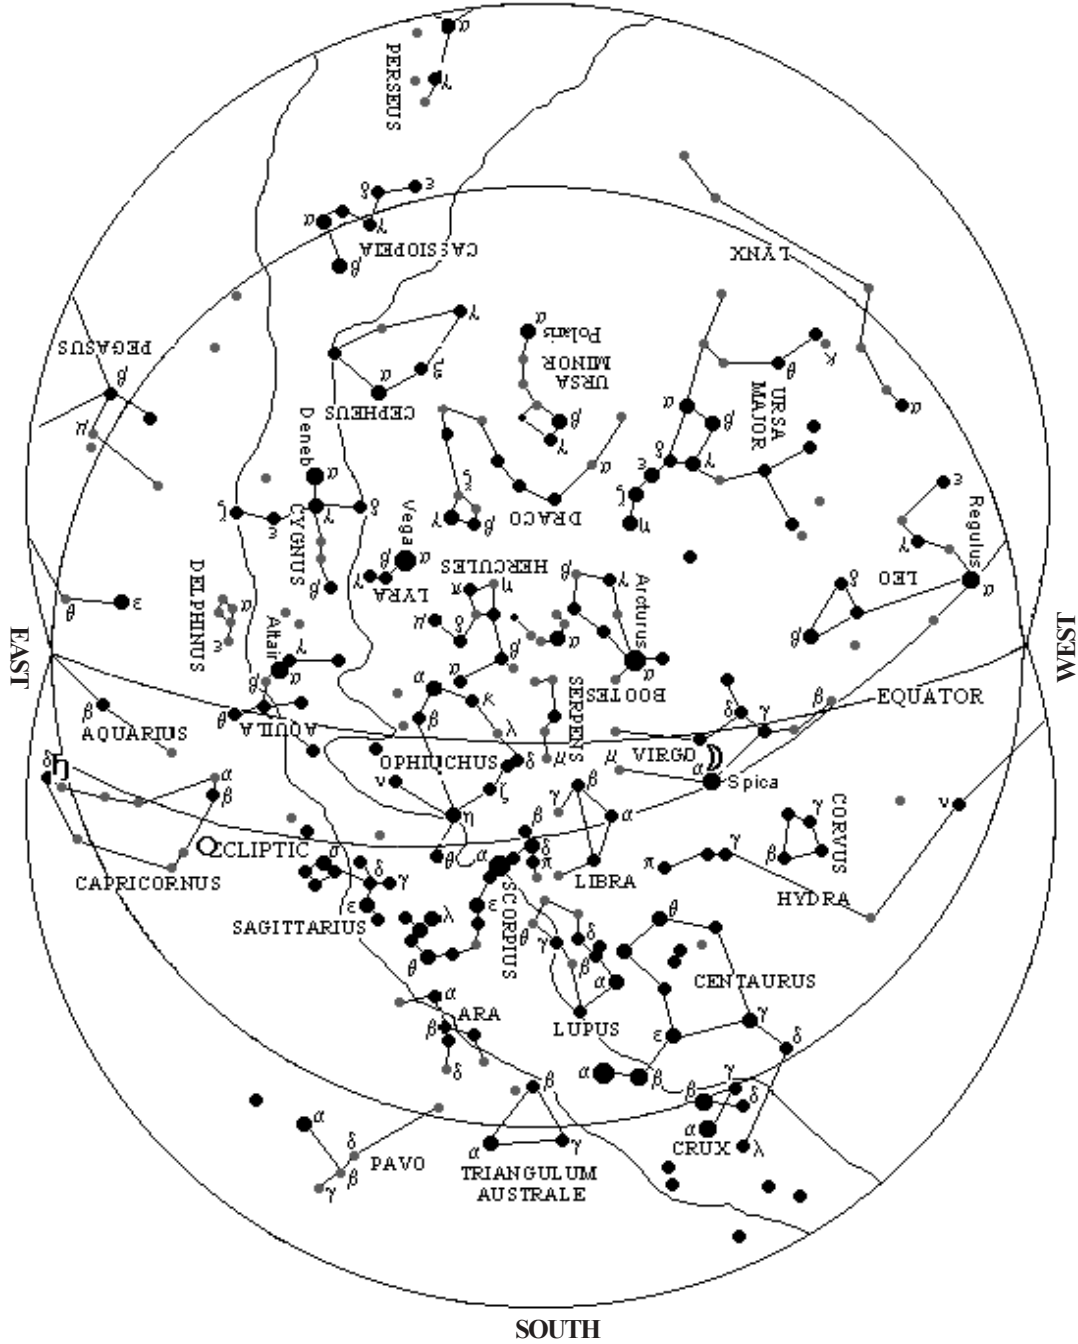 α
PERSEUS
γ
δ
ε
α
γ
CASSIOPEIA
β
LYNX
γ
α
Polaris
URSA
MINOR
PEGASUS
β
ξ
α
CEPHEUS
κ
θ
URSA
MAJOR
α
β
β
γ
α
μ
Deneb
α
δ
γ
α
ε
ζ
ε
Regulus
ζ
ε
CYGNUS
γ
δ
Vega
ξ
γ
β
DRACO
ζ
η
γ
β
γ
β
α
LYRA
HERCULES
π
η
β
γ
Arcturus
δ
LEO
α
DELPHINUS
α
ε
θ
ε
Altair
γ
α
μ
δ
β
α
α
α
BOOTES
β
EAST
WEST
β
AQUARIUS
β
θ
AQUILA
α
β
κ
λ
SERPENS
μ
δ
γ
β
EQUATOR
OPHIUCHUS
δ
μ
VIRGO
α
Spica
δ
α
β
ν
ζ
η
β
γ
α
γ
CORVUS
β
ν
ECLIPTIC
θ
α
β
δ
π
LIBRA
π
γ
HYDRA
CAPRICORNUS
σ
δ
γ
ε
SAGITTARIUS
λ
ε
SCORPIUS
θ
θ
γ
δ
β
α
LUPUS
θ
CENTAURUS
α
ARA
β
δ
ε
γ
δ
α
β
β
γ
β
δ
α
CRUX
λ
α
δ
β
γ
PAVO
α
γ
TRIANGULUM
AUSTRALE
SOUTH